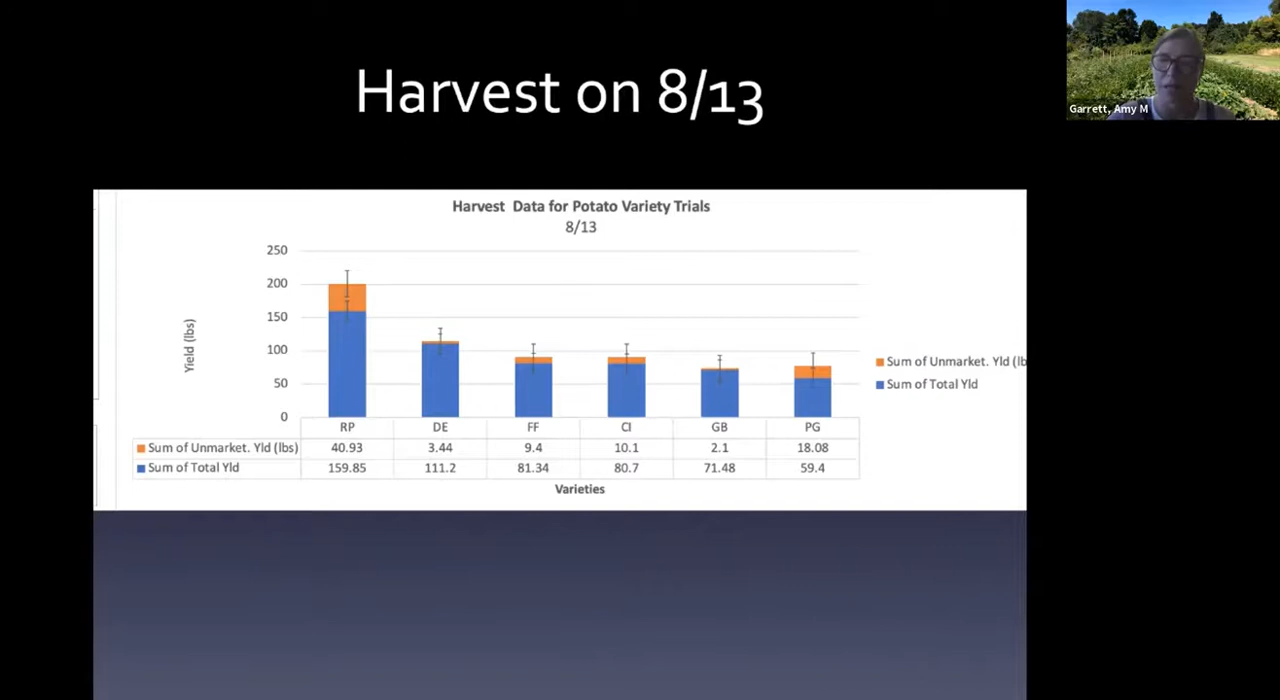 Harvest on 8/13
Garrett, Amy M
Harvest Data for Potato Variety Trials
8/13
250
200
150
100
50
0
Yield (lbs)
RP DE FF CI GB PG
Sum of Unmarket. Yld (lbs) 40.93 3.44 9.4 10.1 2.1 18.08
Sum of Total Yld 159.85 111.2 81.34 80.7 71.48 59.4
Varieties
Sum of Unmarket. Yld (lb
Sum of Total Yld